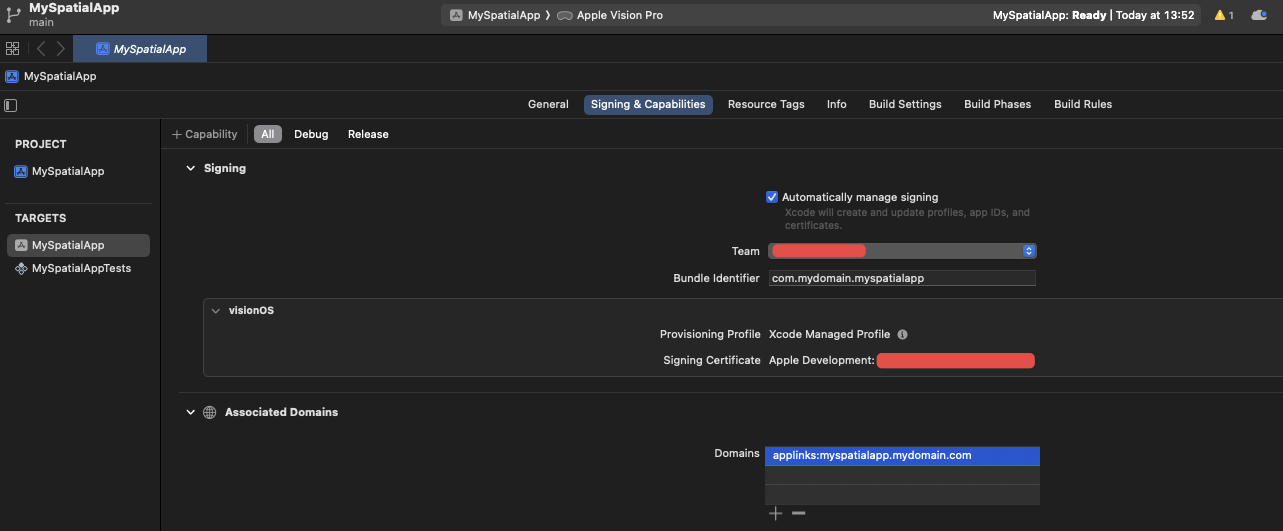 MySpatialApp
main
MySpatialApp 〉 Apple Vision Pro
MySpatialApp: Ready | Today at 13:52
1
MySpatialApp
MySpatialApp
General
Signing & Capabilities
Resource Tags
Info
Build Settings
Build Phases
Build Rules
+ Capability
All
Debug
Release
PROJECT
MySpatialApp
TARGETS
MySpatialApp
MySpatialAppTests
Signing
Automatically manage signing
Xcode will create and update profiles, app IDs, and
certificates.
Team
Bundle Identifier com.mydomain.myspatialapp
visionOS
Provisioning Profile Xcode Managed Profile
Signing Certificate Apple Development:
Associated Domains
Domains applinks:myspatialapp.mydomain.com